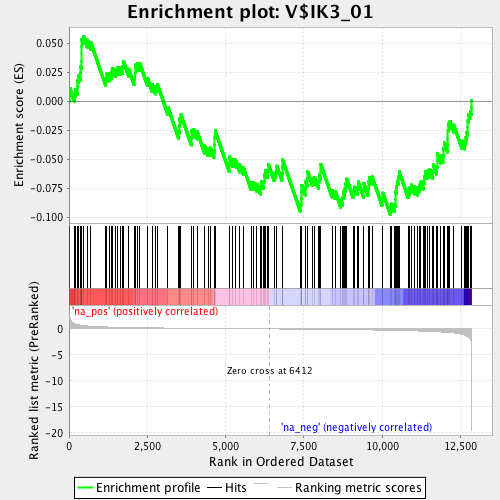 Enrichment plot: V$IK3_01
Enrichment score (ES)
0.050
0.025
0.000
-0.025
-0.050
-0.075
-0.100
'na_pos' (positively correlated)
Ranked list metric (PreRanked)
0
-5
-10
-15
-20
Zero cross at 6412
'na_neg' (negatively correlated)
0
2,500
5,000
7,500
10,000
12,500
Rank in Ordered Dataset
Enrichment profile
Hits
Ranking metric scores